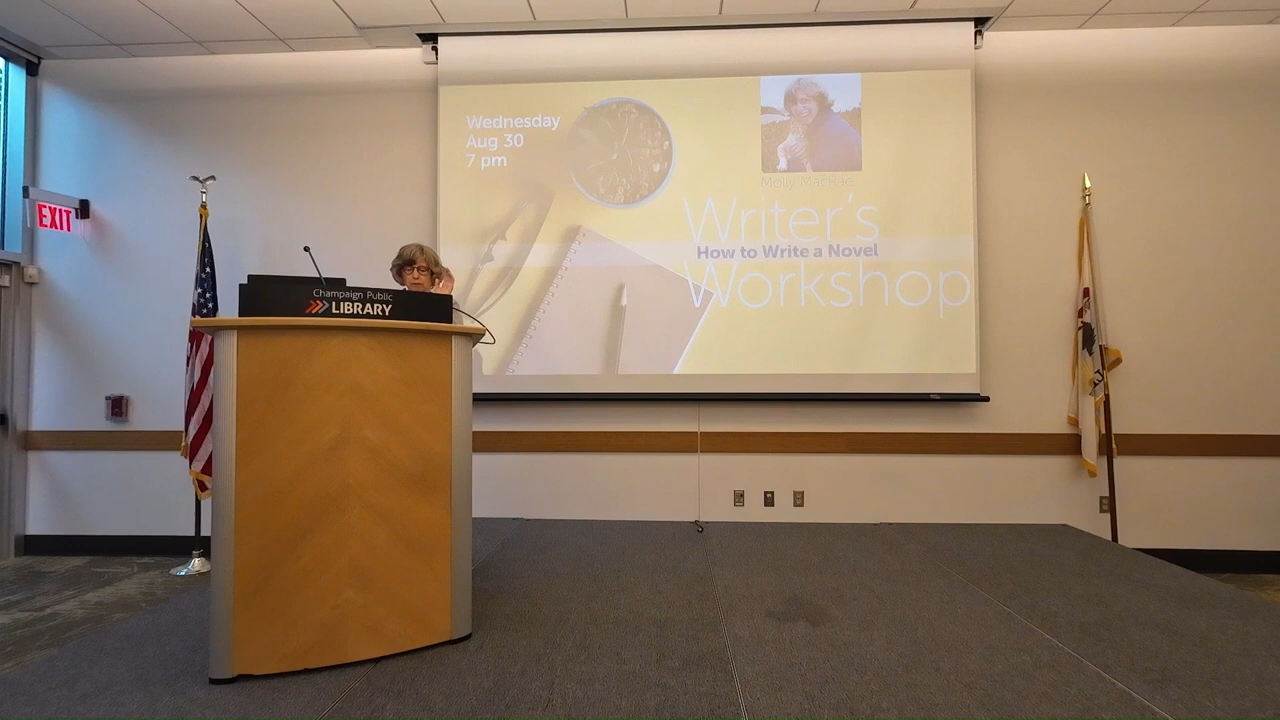 Wednesday
Aug 30
7 pm
Molly MacRae
Writer's
How to Write a Novel
Workshop
EXIT
Champaign Public
LIBRARY